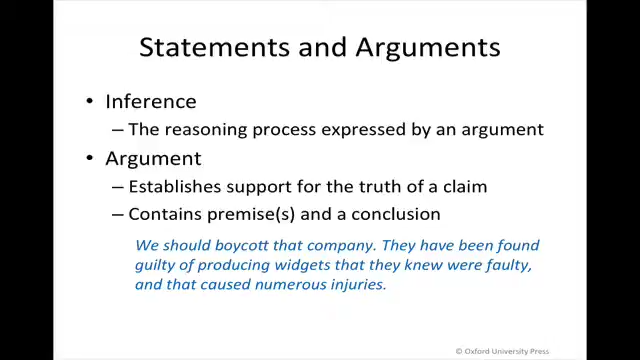 Statements and Arguments
• Inference
– The reasoning process expressed by an argument
• Argument
– Establishes support for the truth of a claim
– Contains premise(s) and a conclusion
We should boycott that company. They have been found
guilty of producing widgets that they knew were faulty,
and that caused numerous injuries.
© Oxford University Press